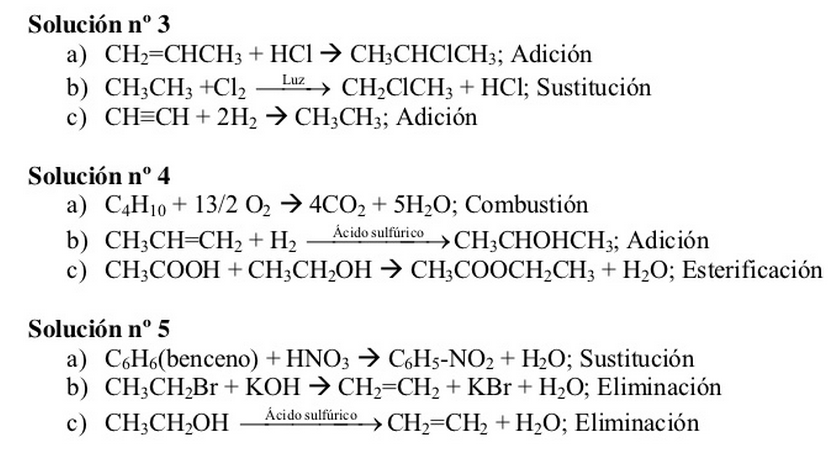 Solución nº 3
a) CH₂=CHCH₃ + HCl → CH₃CHClCH₃; Adición
b) CH₃CH₃ +Cl₂ —Luz→ CH₂ClCH₃ + HCl; Sustitución
c) CH≡CH + 2H₂ → CH₃CH₃; Adición
Solución nº 4
a) C₄H₁₀ + 13/2 O₂ → 4CO₂ + 5H₂O; Combustión
b) CH₃CH=CH₂ + H₂ —Ácido sulfúrico→ CH₃CHOHCH₃; Adición
c) CH₃COOH + CH₃CH₂OH → CH₃COOCH₂CH₃ + H₂O; Esterificación
Solución nº 5
a) C₆H₆(benceno) + HNO₃ → C₆H₅-NO₂ + H₂O; Sustitución
b) CH₃CH₂Br + KOH → CH₂=CH₂ + KBr + H₂O; Eliminación
c) CH₃CH₂OH —Ácido sulfúrico→ CH₂=CH₂ + H₂O; Eliminación